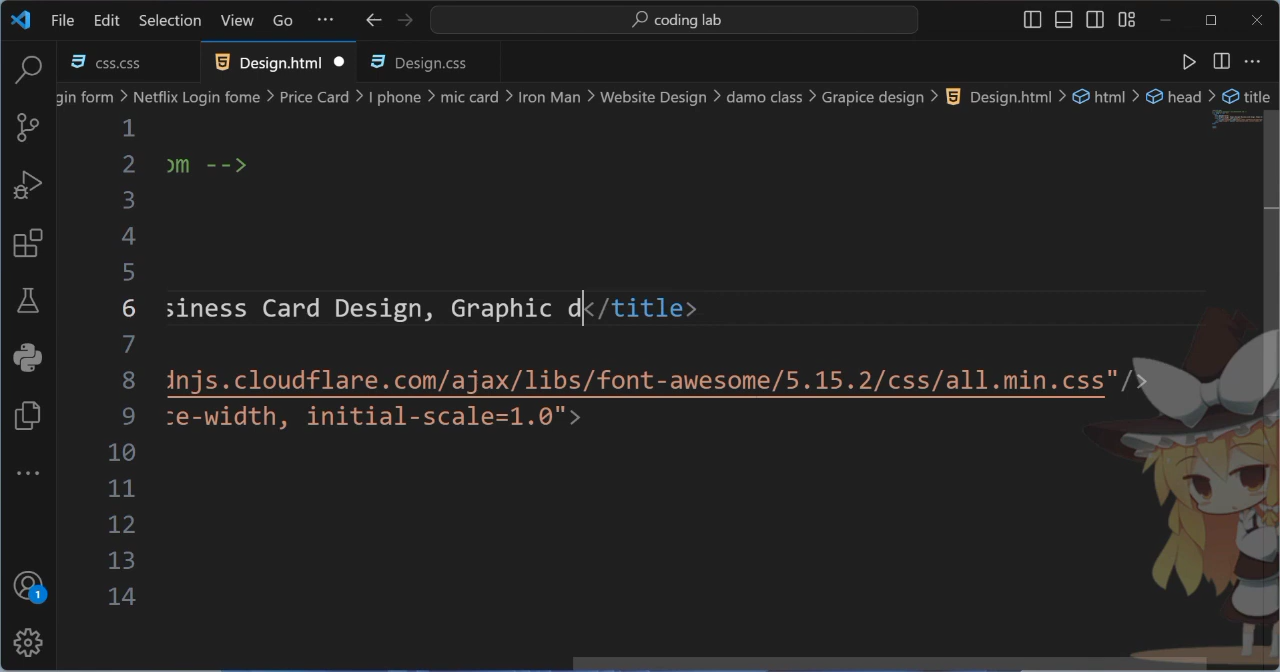 File Edit Selection View Go ··· coding lab
css.css Design.html Design.css
gin form > Netflix Login fome > Price Card > I phone > mic card > Iron Man > Website Design > damo class > Grapice design > Design.html > html > head > title
1
2 om -->
3
4
5
6 siness Card Design, Graphic d</title>
7
8 dnjs.cloudflare.com/ajax/libs/font-awesome/5.15.2/css/all.min.css"/>
9 ce-width, initial-scale=1.0">
10
11
12
13
14
1